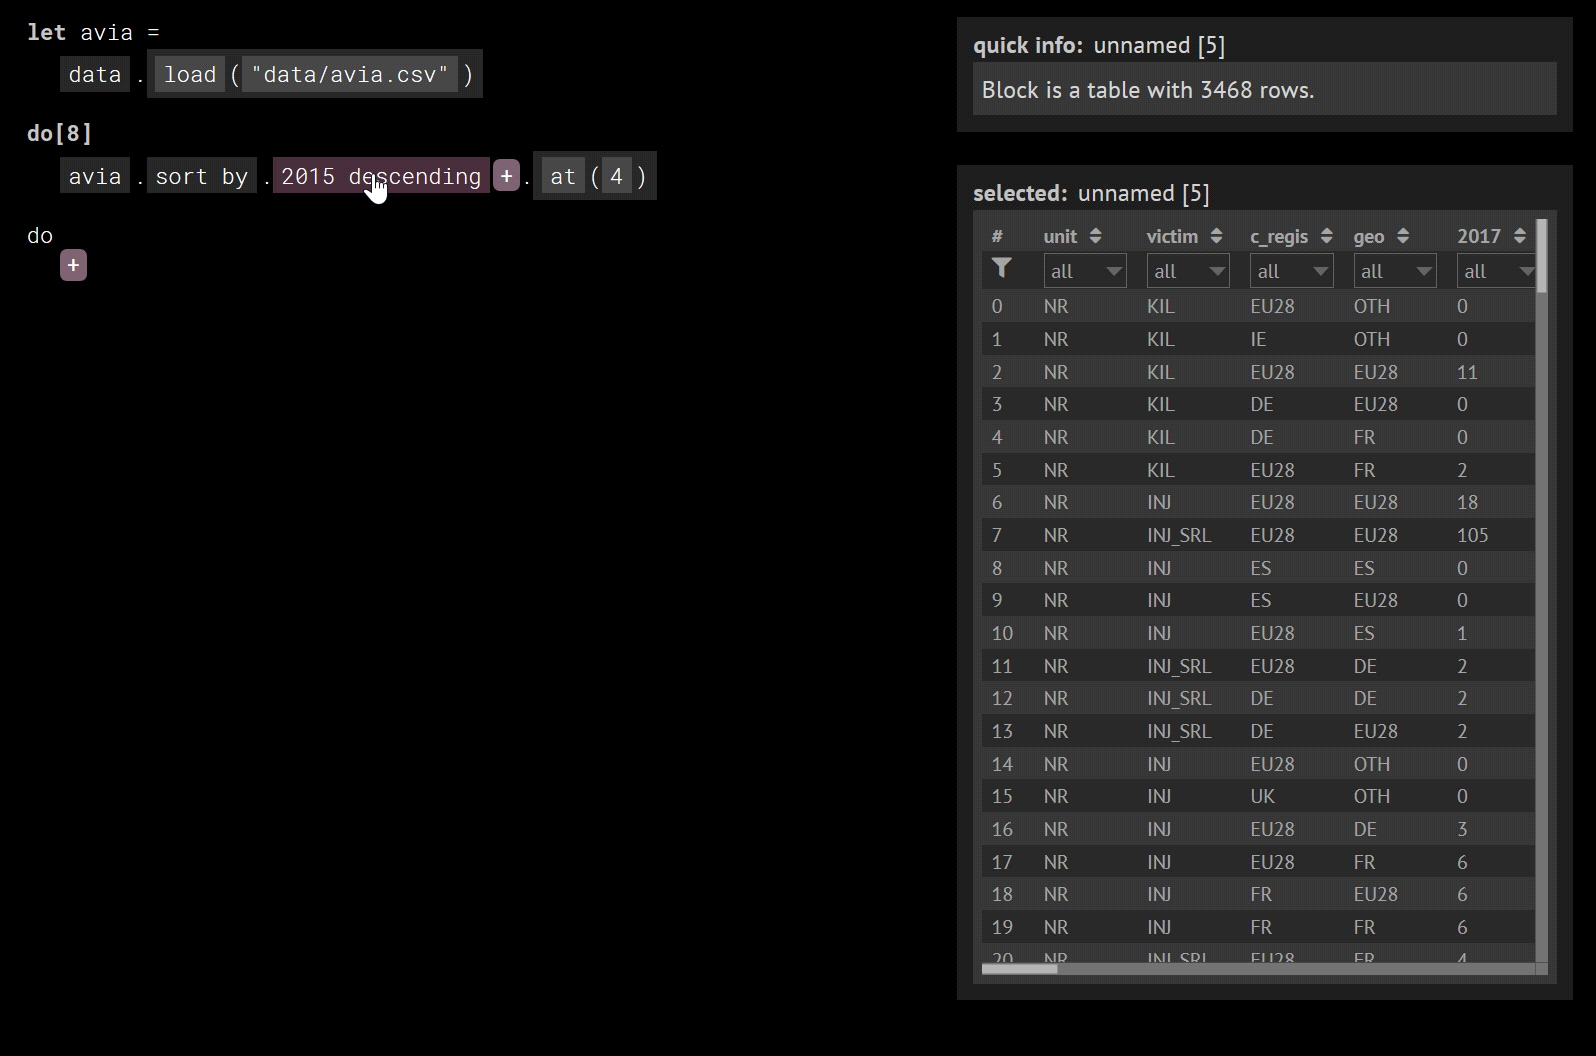 let avia =
data . load ( "data/avia.csv" )
do[8]
avia . sort by . 2015 descending + . at ( 4 )
do
+
quick info: unnamed [5]
Block is a table with 3468 rows.
selected: unnamed [5]
# unit victim c_regis geo 2017
all all all all all
0 NR KIL EU28 OTH 0
1 NR KIL IE OTH 0
2 NR KIL EU28 EU28 11
3 NR KIL DE EU28 0
4 NR KIL DE FR 0
5 NR KIL EU28 FR 2
6 NR INJ EU28 EU28 18
7 NR INJ_SRL EU28 EU28 105
8 NR INJ ES ES 0
9 NR INJ ES EU28 0
10 NR INJ EU28 ES 1
11 NR INJ_SRL EU28 DE 2
12 NR INJ_SRL DE DE 2
13 NR INJ_SRL DE EU28 2
14 NR INJ EU28 OTH 0
15 NR INJ UK OTH 0
16 NR INJ EU28 DE 3
17 NR INJ EU28 FR 6
18 NR INJ FR EU28 6
19 NR INJ FR FR 6
20 NR INJ_SRL EU28 FR 4